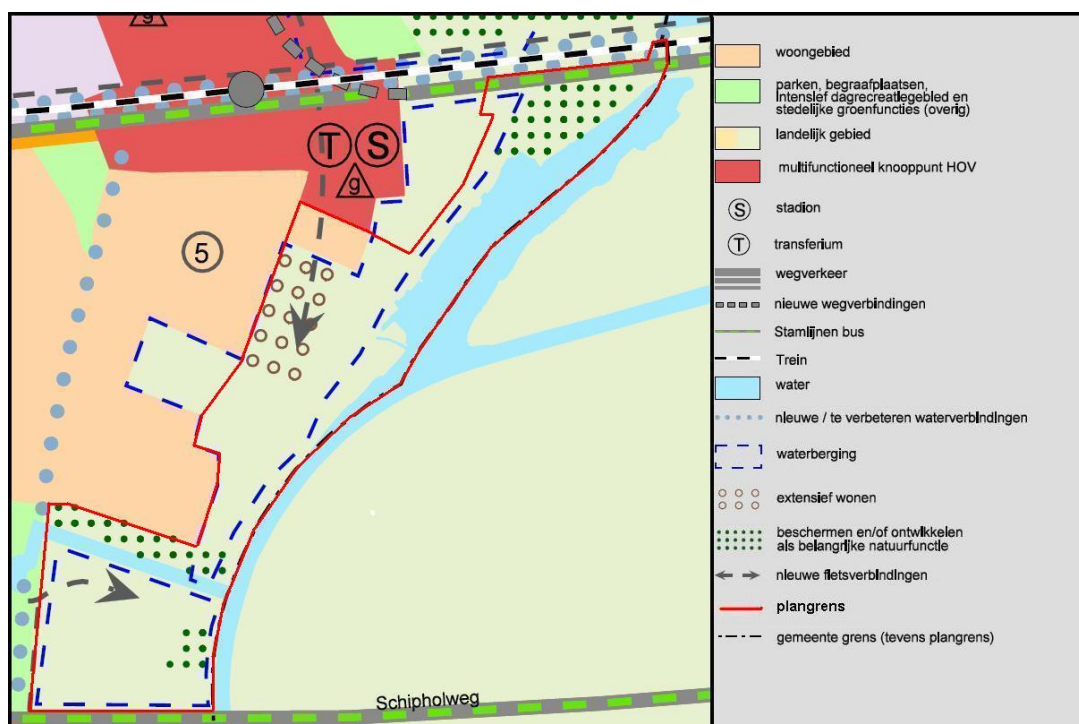 g
T
S
g
5
Schipholweg
woongebied
parken, begraafplaatsen,
Intensief dagrecreatiegebied en
stedelijke groenfuncties (overig)
landelijk gebied
multifunctioneel knooppunt HOV
S stadion
T transferium
wegverkeer
nieuwe wegverbindingen
Stamlijnen bus
Trein
water
nieuwe / te verbeteren waterverbindingen
waterberging
extensief wonen
beschermen en/of ontwikkelen
als belangrijke natuurfunctie
nieuwe fietsverbindingen
plangrens
gemeente grens (tevens plangrens)